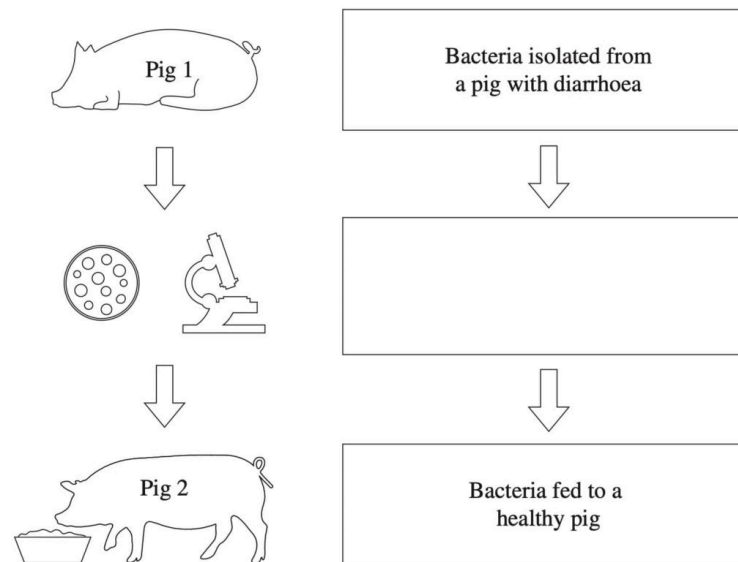 Pig 1
Bacteria isolated from
a pig with diarrhoea
Pig 2
Bacteria fed to a
healthy pig